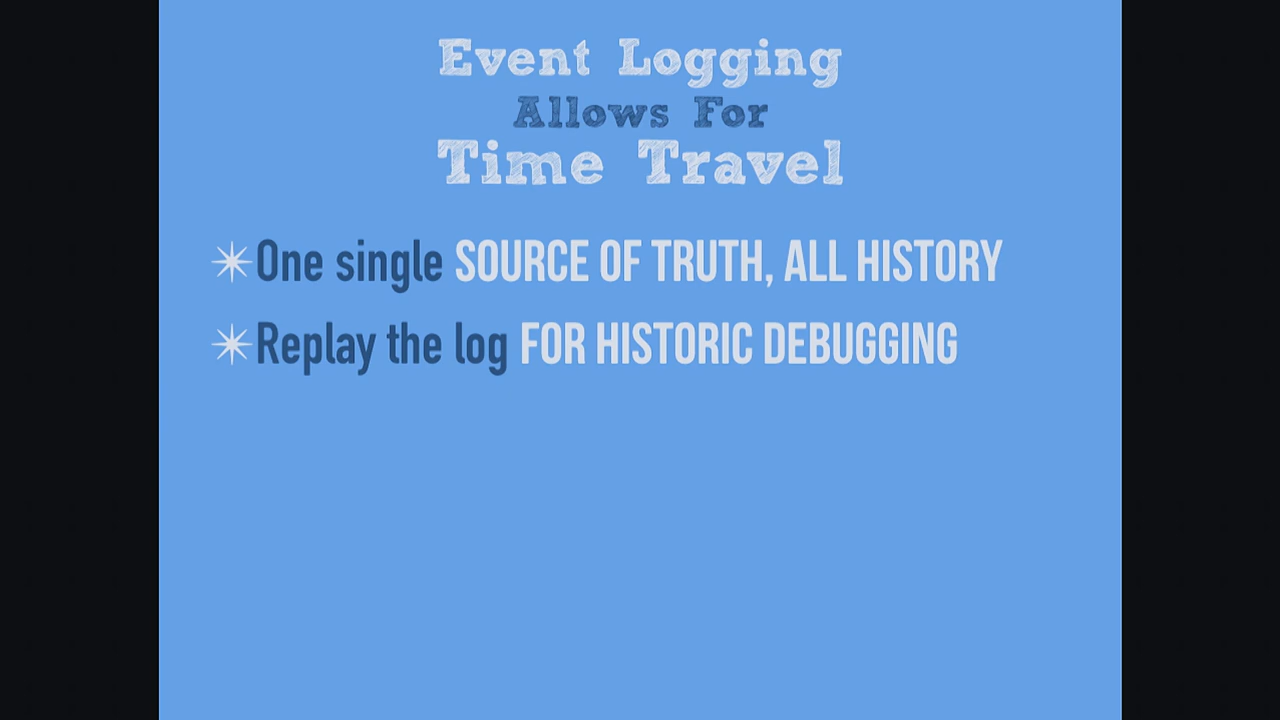 Event Logging
Allows For
Time Travel
One single SOURCE OF TRUTH, ALL HISTORY
Replay the log FOR HISTORIC DEBUGGING